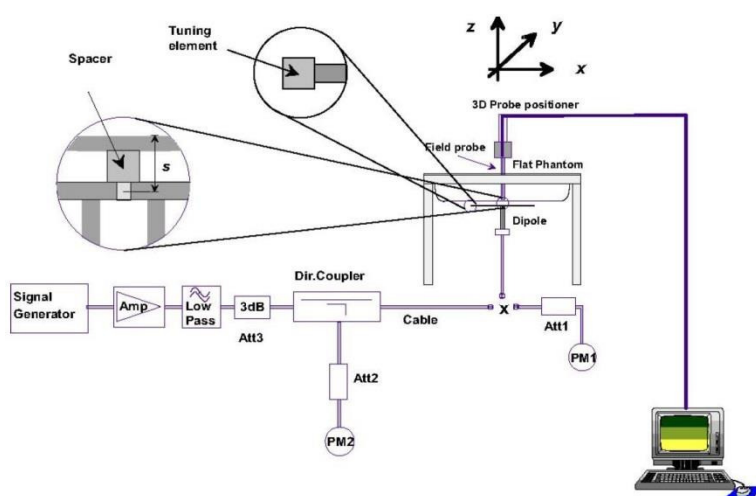 Tuning
element
Spacer
s
z
y
x
3D Probe positioner
Field probe
Flat Phantom
Dipole
Dir.Coupler
Signal
Generator
Amp
Low
Pass
3dB
Att3
Cable
x
Att1
PM1
Att2
PM2